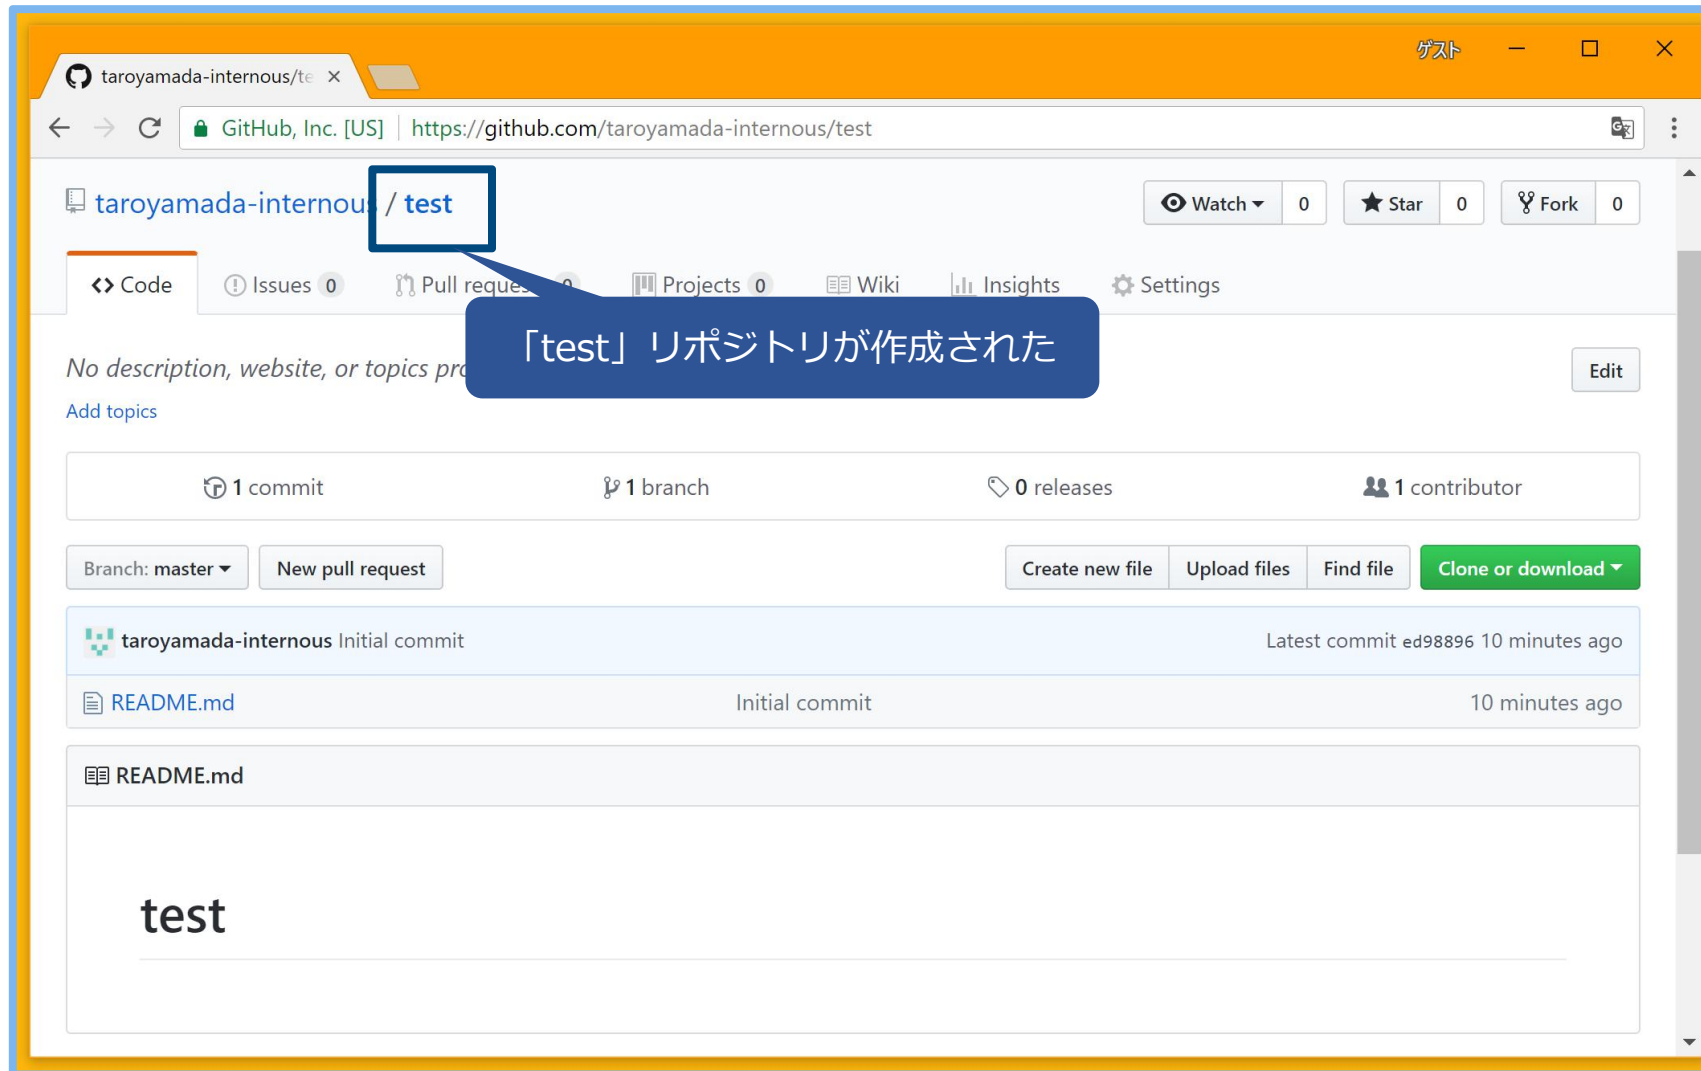 ゲスト
taroyamada-internous/te
GitHub, Inc. [US] https://github.com/taroyamada-internous/test
taroyamada-internous / test
Watch 0 Star 0 Fork 0
Code Issues 0 Pull reques 0 Projects 0 Wiki Insights Settings
「test」リポジトリが作成された
No description, website, or topics pro
Edit
Add topics
1 commit 1 branch 0 releases 1 contributor
Branch: master New pull request Create new file Upload files Find file Clone or download
taroyamada-internous Initial commit Latest commit ed98896 10 minutes ago
README.md Initial commit 10 minutes ago
README.md
test